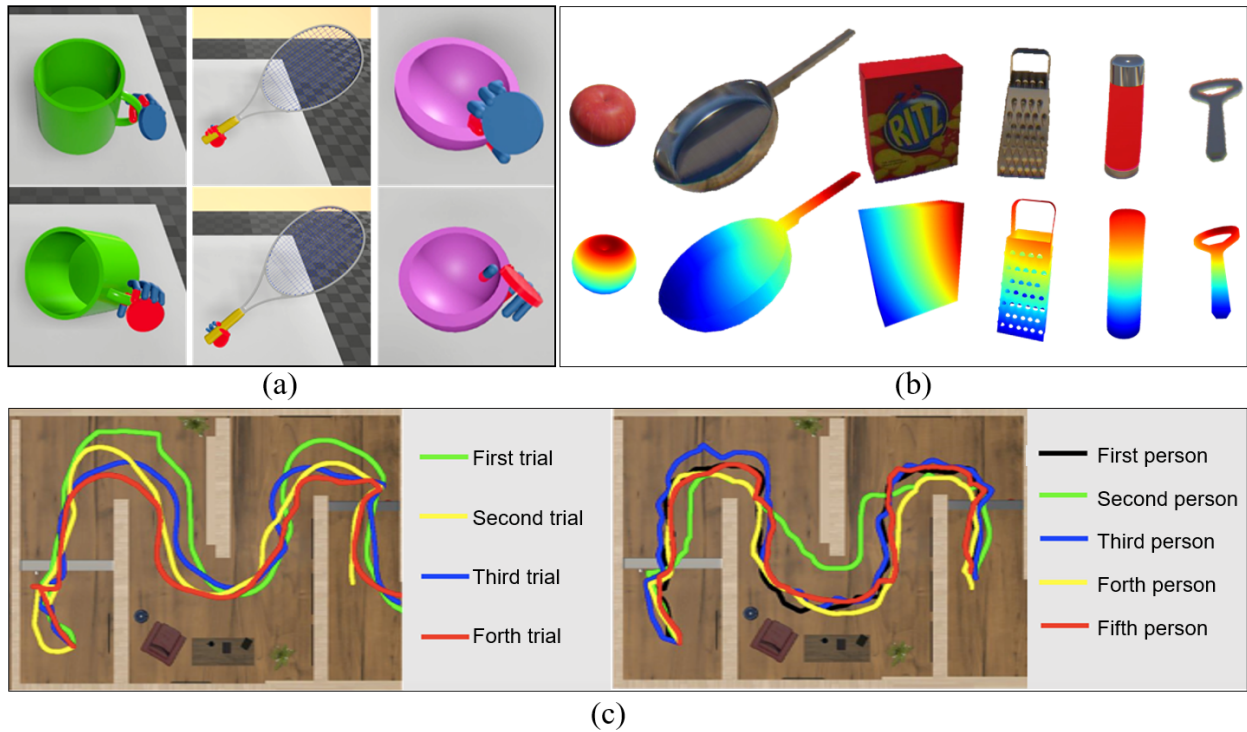 RITZ
(a)
(b)
First trial
Second trial
Third trial
Forth trial
First person
Second person
Third person
Forth person
Fifth person
(c)